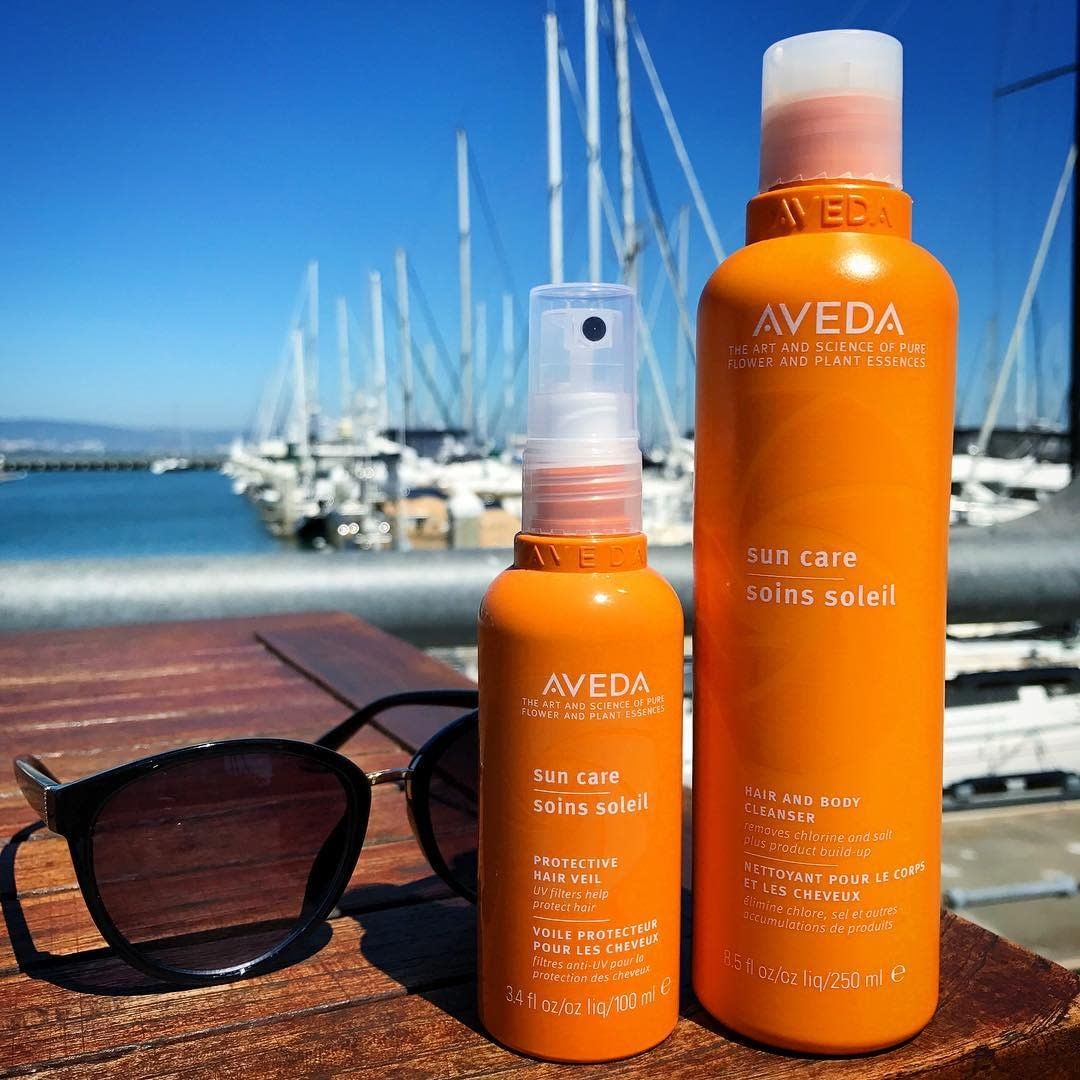 AVEDA
AVEDA
THE ART AND SCIENCE OF PURE
FLOWER AND PLANT ESSENCES
sun care
soins soleil
PROTECTIVE
HAIR VEIL
UV filters help
protect hair
VOILE PROTECTEUR
POUR LES CHEVEUX
filtres anti-UV pour la
protection des cheveux
3.4 fl oz/oz liq/100 ml e
AVEDA
AVEDA
THE ART AND SCIENCE OF PURE
FLOWER AND PLANT ESSENCES
sun care
soins soleil
HAIR AND BODY
CLEANSER
removes chlorine and salt
plus product build-up
NETTOYANT POUR LE CORPS
ET LES CHEVEUX
élimine chlore, sel et autres
accumulations de produits
8.5 fl oz/oz liq/250 ml e